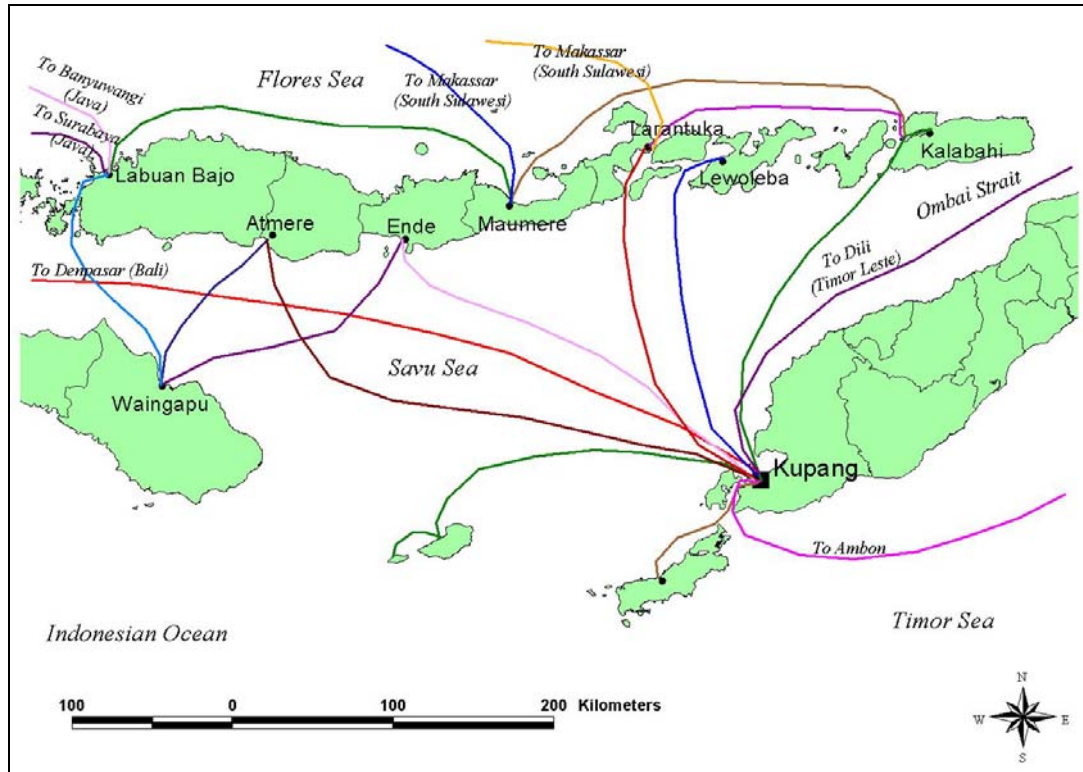 To Banyuwangi
(Java)
To Surabaya
(Java)
Flores Sea
To Makassar
(South Sulawesi)
To Makassar
(South Sulawesi)
Larantuka
Kalabahi
Labuan Bajo
Lewoleba
Atmere
Ende
Maumere
Ombai Strait
To Denpasar (Bali)
To Dili
(Timor Leste)
Savu Sea
Waingapu
Kupang
To Ambon
Indonesian Ocean
Timor Sea
100 0 100 200 Kilometers
N
W E
S